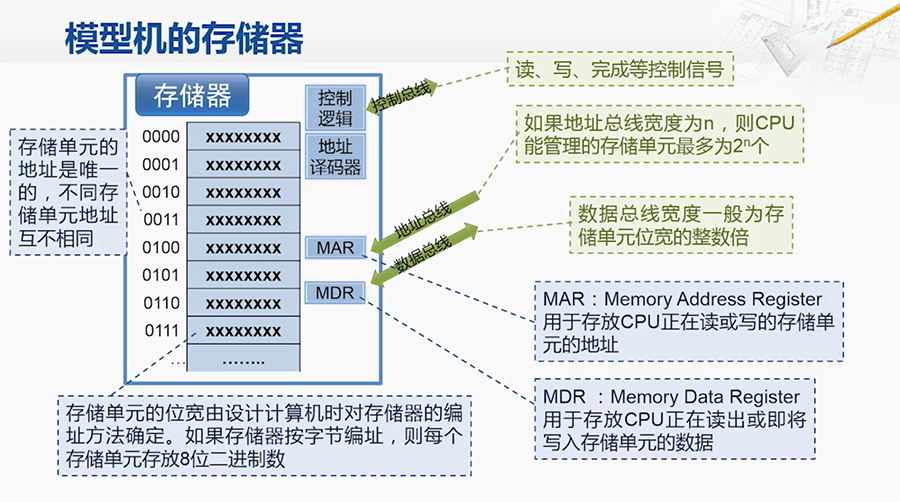 模型机的存储器
存储器
控制
逻辑
地址
译码器
MAR
MDR
0000 xxxxxxxx
0001 xxxxxxxx
0010 xxxxxxxx
0011 xxxxxxxx
0100 xxxxxxxx
0101 xxxxxxxx
0110 xxxxxxxx
0111 xxxxxxxx
... ........
控制总线
地址总线
数据总线
存储单元的
地址是唯一
的，不同存
储单元地址
互不相同
读、写、完成等控制信号
如果地址总线宽度为n，则CPU
能管理的存储单元最多为2ⁿ个
数据总线宽度一般为存
储单元位宽的整数倍
MAR：Memory Address Register
用于存放CPU正在读或写的存储单
元的地址
MDR ：Memory Data Register
用于存放CPU正在读出或即将
写入存储单元的数据
存储单元的位宽由设计计算机时对存储器的编
址方法确定。如果存储器按字节编址，则每个
存储单元存放8位二进制数